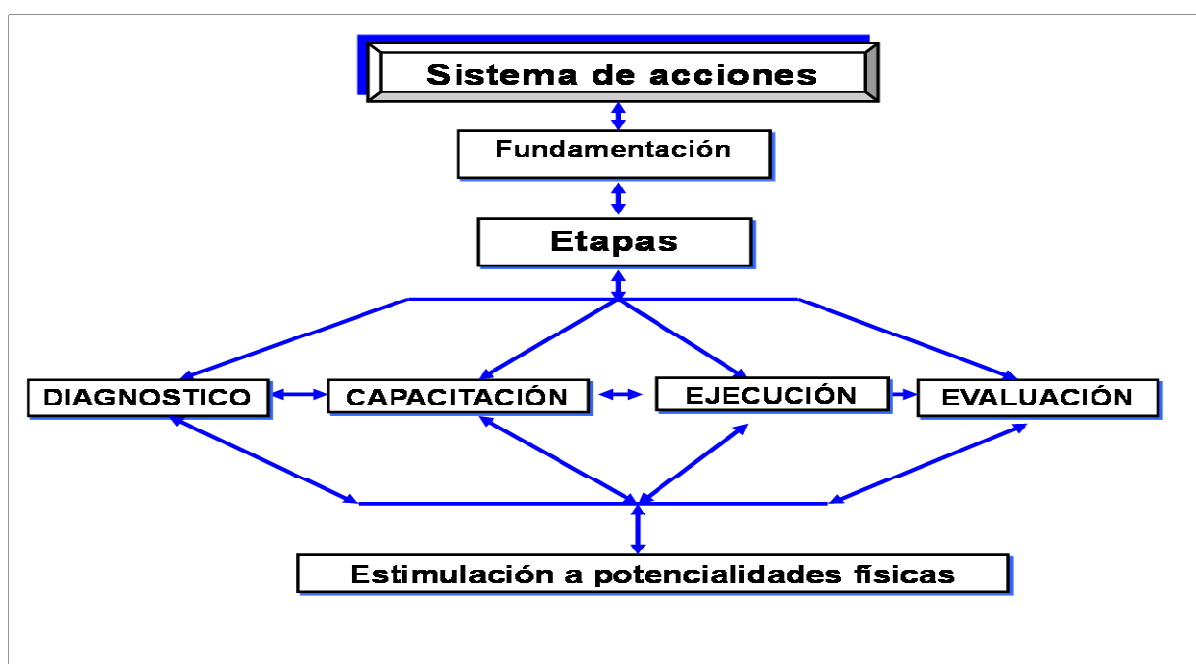 Sistema de acciones
Fundamentación
Etapas
DIAGNOSTICO
CAPACITACIÓN
EJECUCIÓN
EVALUACIÓN
Estimulación a potencialidades físicas